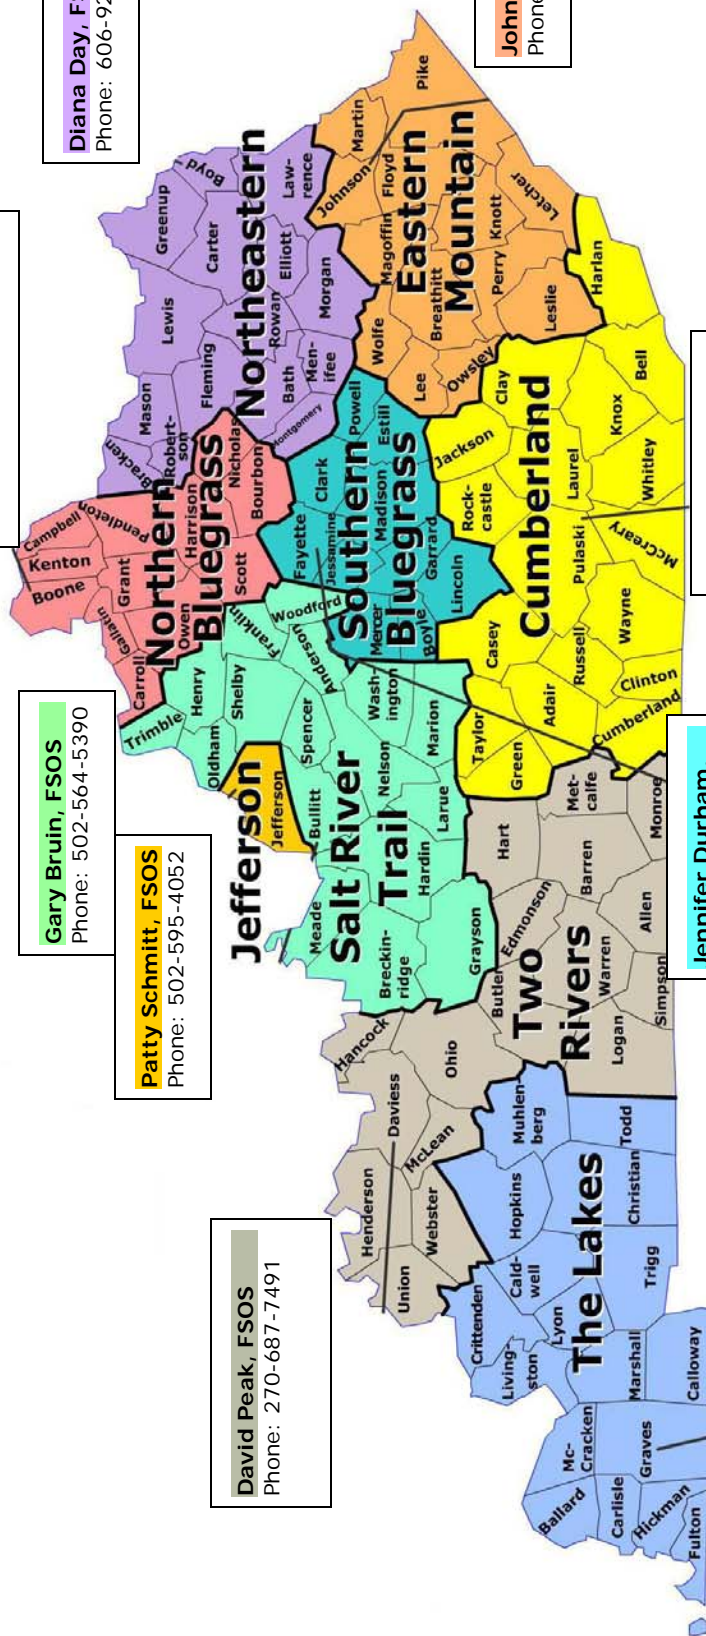 Diana Day, FS
Phone: 606-92
John
Phone
Gary Bruin, FSOS
Phone: 502-564-5390
Patty Schmitt, FSOS
Phone: 502-595-4052
David Peak, FSOS
Phone: 270-687-7491
Jennifer Durham,
Northeastern
Boyd
Greenup
Law-
rence
Carter
Elliott
Lewis
Rowan
Morgan
Fleming
Mason
Bath
Men-
ifee
Montgomery
Robert-
son
Bracken
Eastern
Mountain
Pike
Martin
Johnson
Floyd
Magoffin
Knott
Letcher
Perry
Breathitt
Leslie
Wolfe
Lee
Owsley
Northern
Bluegrass
Campbell
Pendleton
Kenton
Boone
Grant
Harrison
Nicholas
Bourbon
Scott
Gallatin
Owen
Carroll
Southern
Bluegrass
Powell
Estill
Clark
Madison
Fayette
Jessamine
Garrard
Lincoln
Mercer
Boyle
Cumberland
Harlan
Bell
Clay
Knox
Jackson
Laurel
Whitley
Rock-
castle
Pulaski
McCreary
Casey
Wayne
Russell
Adair
Clinton
Cumberland
Taylor
Green
Salt River
Trail
Trimble
Henry
Franklin
Woodford
Shelby
Anderson
Oldham
Spencer
Wash-
ington
Marion
Nelson
Bullitt
Larue
Hardin
Meade
Breckin-
ridge
Grayson
Jefferson
Jefferson
Two
Rivers
Met-
calfe
Monroe
Hart
Barren
Edmonson
Allen
Warren
Butler
Simpson
Logan
Hancock
Ohio
Daviess
McLean
Henderson
Webster
Union
The Lakes
Muhlen-
berg
Todd
Hopkins
Christian
Cald-
well
Trigg
Crittenden
Lyon
Living-
ston
Marshall
Calloway
Mc-
Cracken
Graves
Ballard
Carlisle
Hickman
Fulton